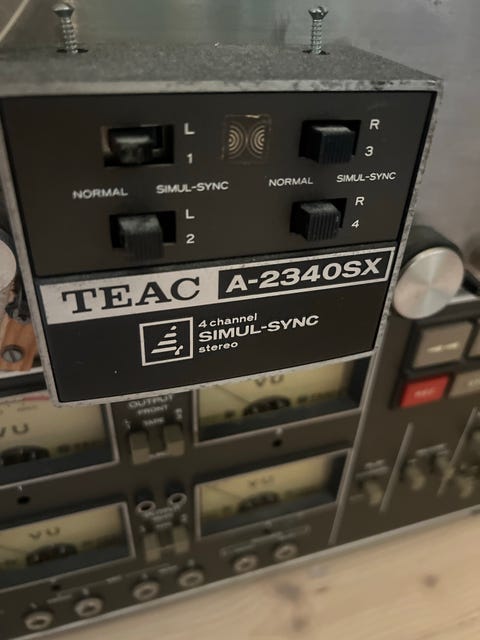 L
1
R
3
NORMAL SIMUL-SYNC NORMAL SIMUL-SYNC
L
2
R
4
TEAC A-2340SX
4 channel
SIMUL-SYNC
stereo
OUTPUT
FRONT
VU
VU
REC
VU
VU